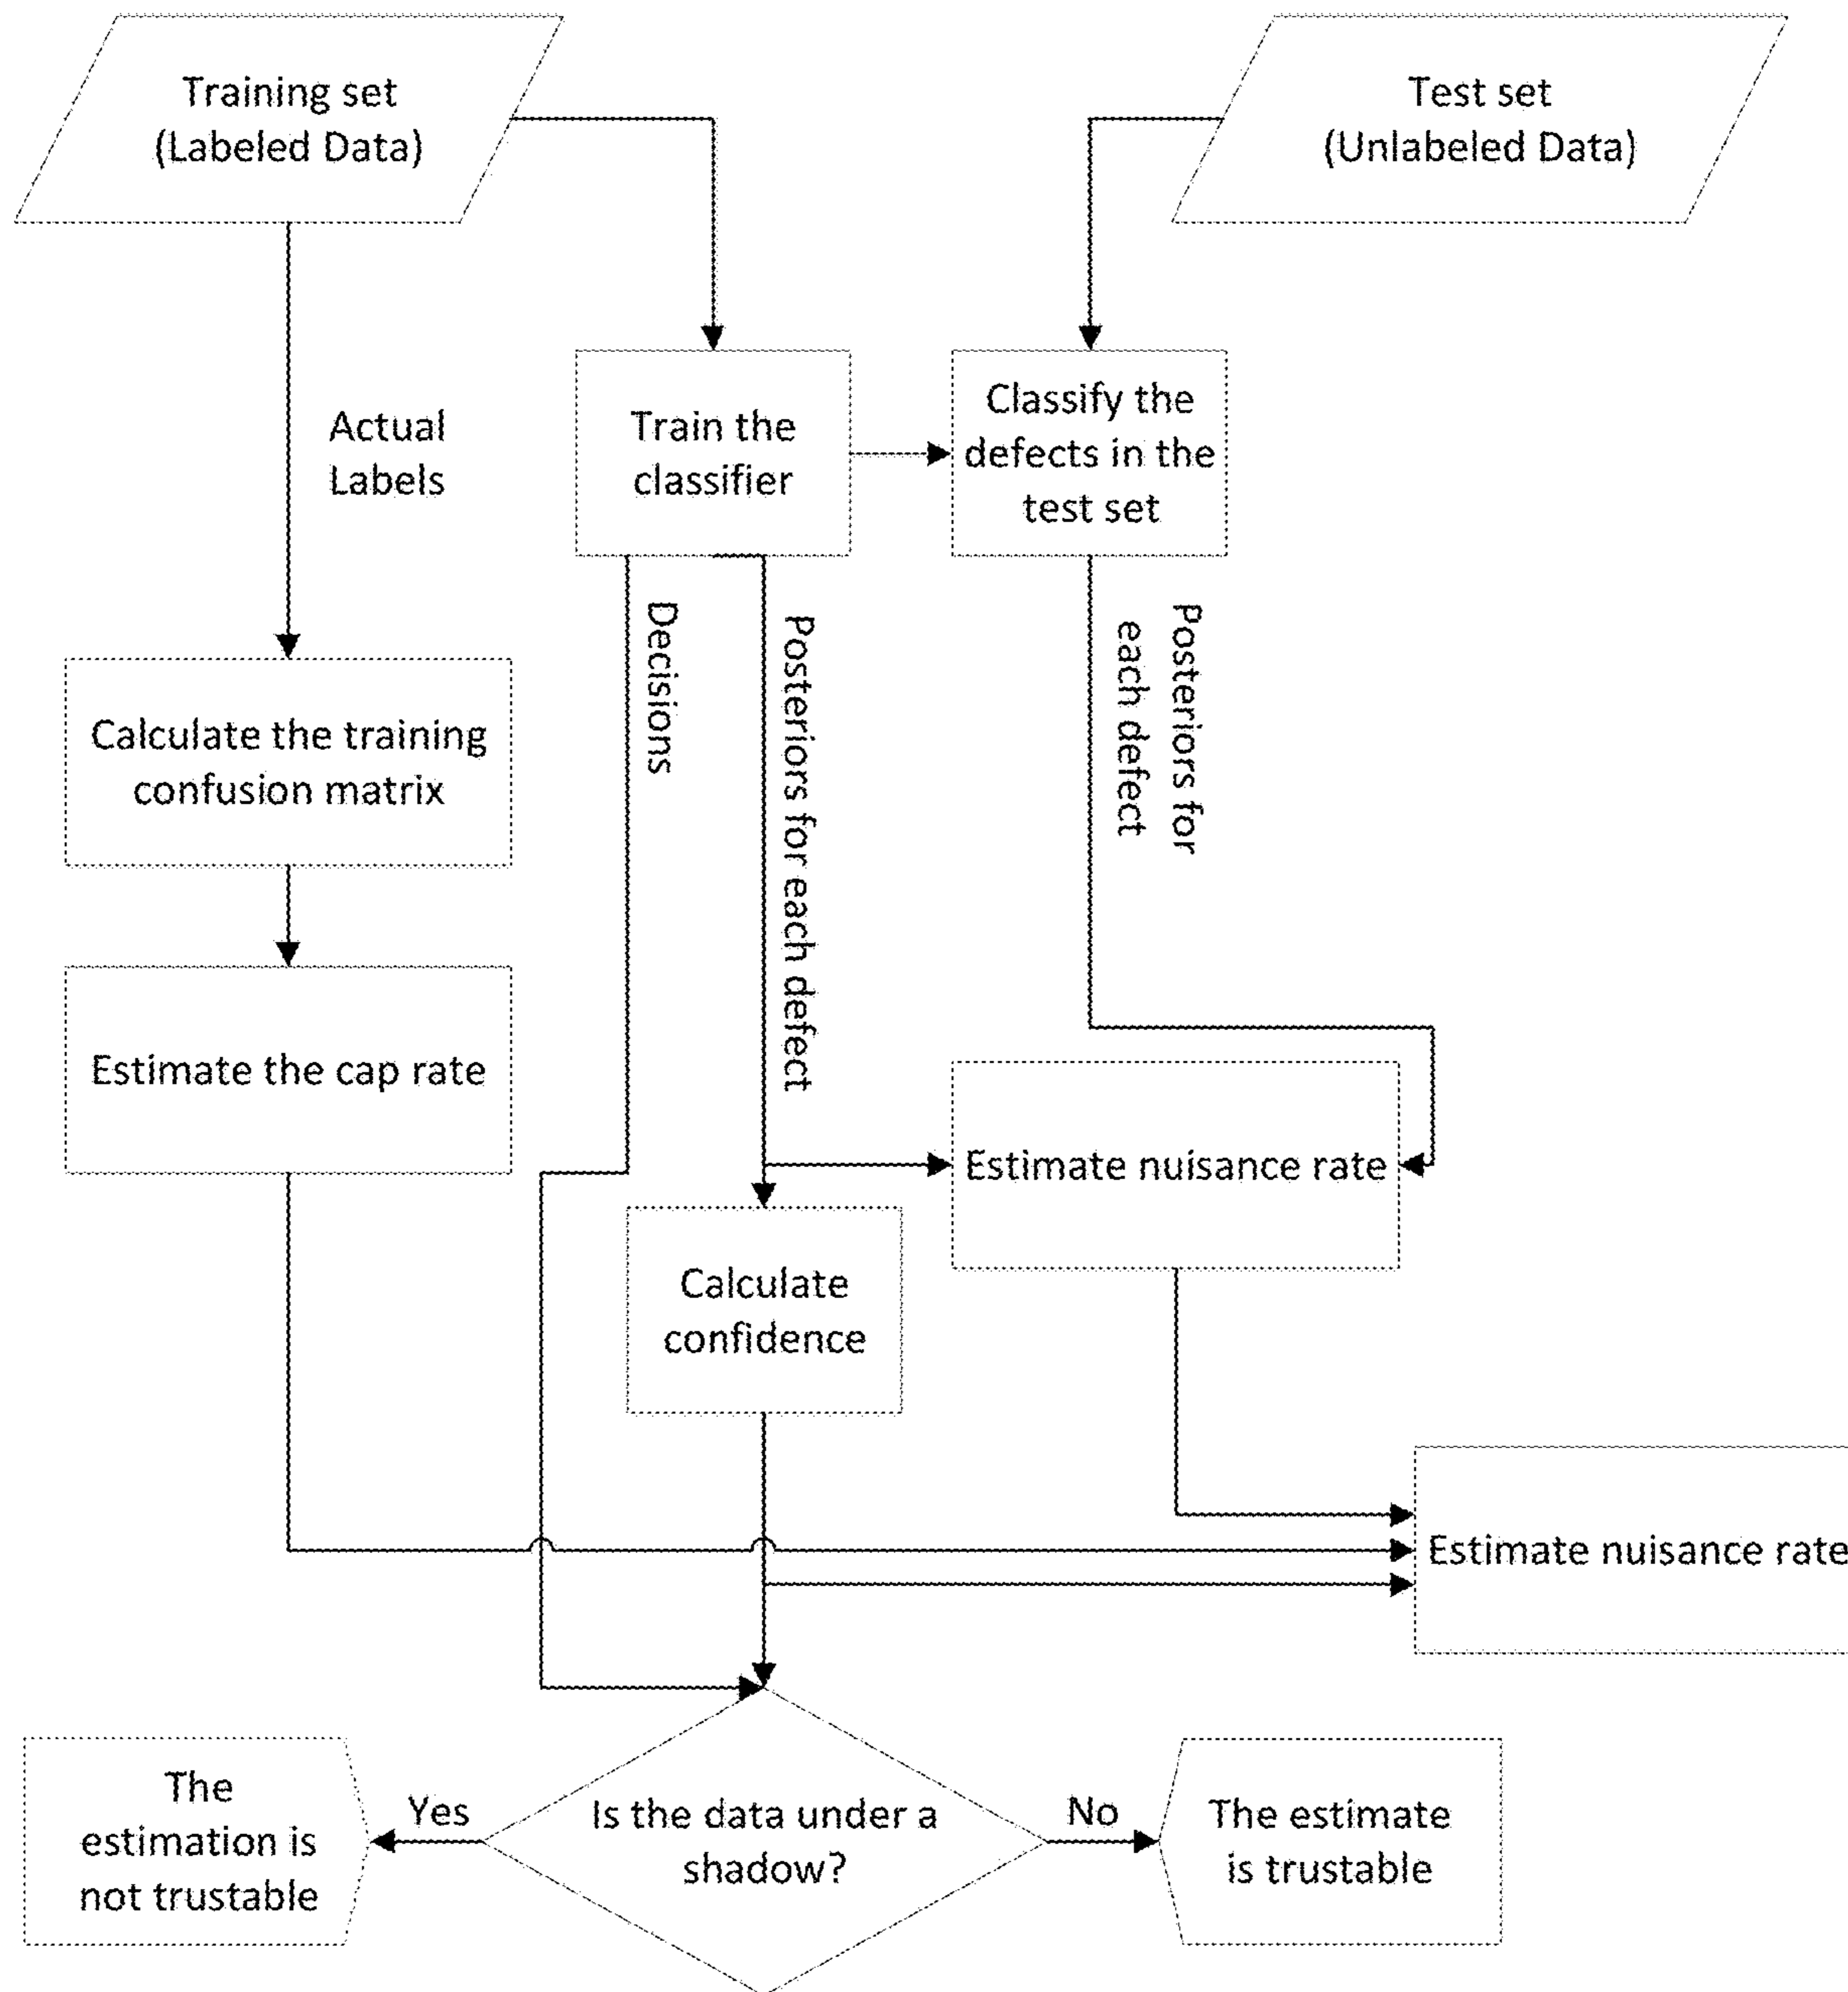 Training set
(Labeled Data)
Test set
(Unlabeled Data)
Actual
Labels
Train the
classifier
Classify the
defects in the
test set
Decisions
Posteriors for each defect
Posteriors for
each defect
Calculate the training
confusion matrix
Estimate the cap rate
Estimate nuisance rate
Calculate
confidence
Estimate nuisance rate
The
estimation is
not trustable
Yes
Is the data under a
shadow?
No
The estimate
is trustable